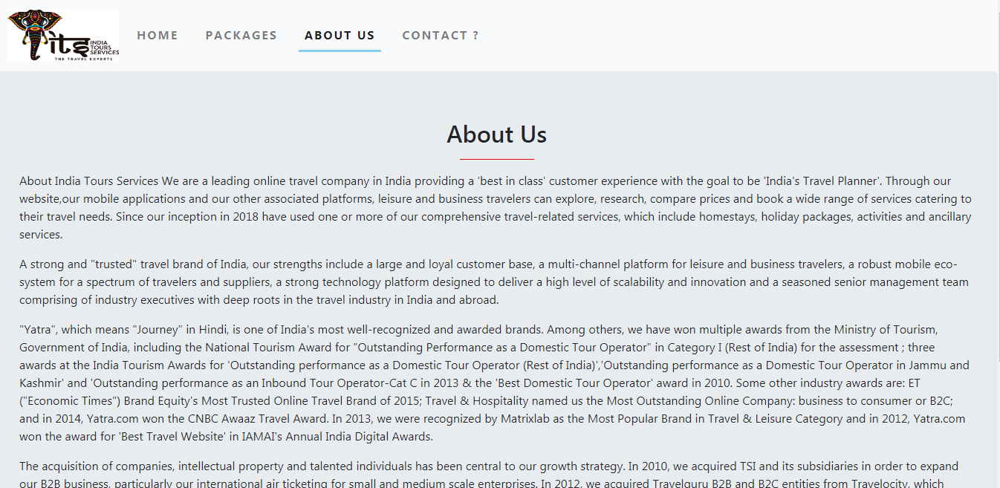 its INDIA
TOURS
SERVICES
THE TRAVEL EXPERTS
HOME PACKAGES ABOUT US CONTACT ?
About Us
About India Tours Services We are a leading online travel company in India providing a 'best in class' customer experience with the goal to be 'India's Travel Planner'. Through our
website,our mobile applications and our other associated platforms, leisure and business travelers can explore, research, compare prices and book a wide range of services catering to
their travel needs. Since our inception in 2018 have used one or more of our comprehensive travel-related services, which include homestays, holiday packages, activities and ancillary
services.
A strong and "trusted" travel brand of India, our strengths include a large and loyal customer base, a multi-channel platform for leisure and business travelers, a robust mobile eco-
system for a spectrum of travelers and suppliers, a strong technology platform designed to deliver a high level of scalability and innovation and a seasoned senior management team
comprising of industry executives with deep roots in the travel industry in India and abroad.
"Yatra", which means "Journey" in Hindi, is one of India's most well-recognized and awarded brands. Among others, we have won multiple awards from the Ministry of Tourism,
Government of India, including the National Tourism Award for "Outstanding Performance as a Domestic Tour Operator" in Category I (Rest of India) for the assessment ; three
awards at the India Tourism Awards for 'Outstanding performance as a Domestic Tour Operator (Rest of India)','Outstanding performance as a Domestic Tour Operator in Jammu and
Kashmir' and 'Outstanding performance as an Inbound Tour Operator-Cat C in 2013 & the 'Best Domestic Tour Operator' award in 2010. Some other industry awards are: ET
("Economic Times") Brand Equity's Most Trusted Online Travel Brand of 2015; Travel & Hospitality named us the Most Outstanding Online Company: business to consumer or B2C;
and in 2014, Yatra.com won the CNBC Awaaz Travel Award. In 2013, we were recognized by Matrixlab as the Most Popular Brand in Travel & Leisure Category and in 2012, Yatra.com
won the award for 'Best Travel Website' in IAMAI's Annual India Digital Awards.
The acquisition of companies, intellectual property and talented individuals has been central to our growth strategy. In 2010, we acquired TSI and its subsidiaries in order to expand
our B2B business, particularly our international air ticketing for small and medium scale enterprises. In 2012, we acquired Travelguru B2B and B2C entities from Travelocity, which